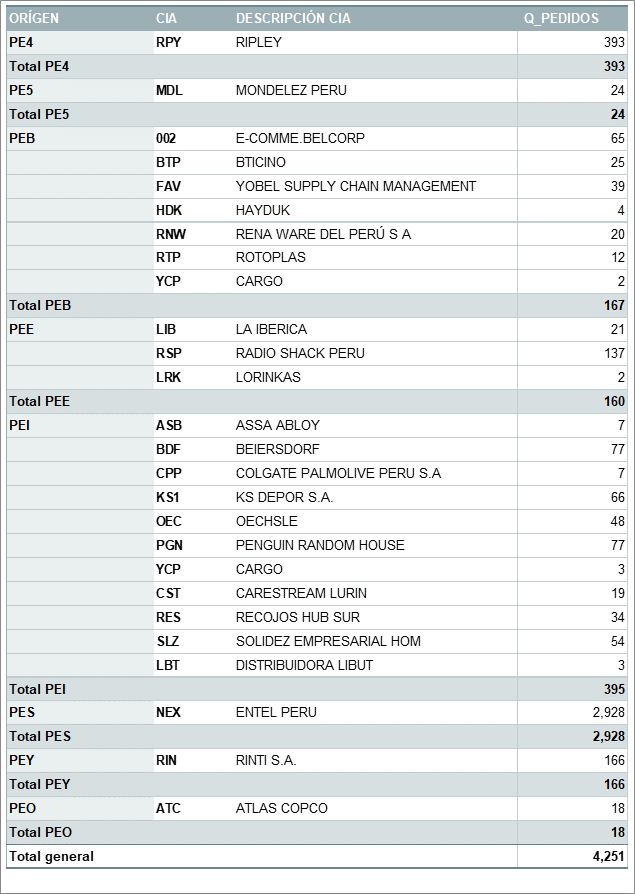 ORÍGEN CIA DESCRIPCIÓN CIA Q_PEDIDOS
PE4 RPY RIPLEY 393
Total PE4 393
PE5 MDL MONDELEZ PERU 24
Total PE5 24
PEB 002 E-COMME.BELCORP 65
BTP BTICINO 25
FAV YOBEL SUPPLY CHAIN MANAGEMENT 39
HDK HAYDUK 4
RNW RENA WARE DEL PERÚ S A 20
RTP ROTOPLAS 12
YCP CARGO 2
Total PEB 167
PEE LIB LA IBERICA 21
RSP RADIO SHACK PERU 137
LRK LORINKAS 2
Total PEE 160
PEI ASB ASSA ABLOY 7
BDF BEIERSDORF 77
CPP COLGATE PALMOLIVE PERU S.A 7
KS1 KS DEPOR S.A. 66
OEC OECHSLE 48
PGN PENGUIN RANDOM HOUSE 77
YCP CARGO 3
CST CARESTREAM LURIN 19
RES RECOJOS HUB SUR 34
SLZ SOLIDEZ EMPRESARIAL HOM 54
LBT DISTRIBUIDORA LIBUT 3
Total PEI 395
PES NEX ENTEL PERU 2,928
Total PES 2,928
PEY RIN RINTI S.A. 166
Total PEY 166
PEO ATC ATLAS COPCO 18
Total PEO 18
Total general 4,251